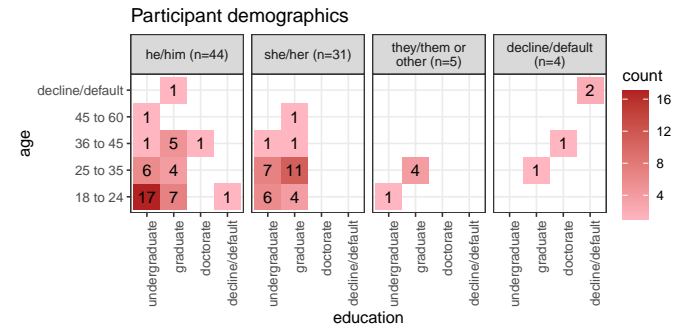 Participant demographics
he/him (n=44)
she/her (n=31)
they/them or
other (n=5)
decline/default
(n=4)
age
decline/default
45 to 60
36 to 45
25 to 35
18 to 24
1
1
1 5 1
6 4
17 7 1
1
1 1
7 11
6 4
4
1
2
1
1
undergraduate
graduate
doctorate
decline/default
undergraduate
graduate
doctorate
decline/default
undergraduate
graduate
doctorate
decline/default
undergraduate
graduate
doctorate
decline/default
education
count
16
12
8
4